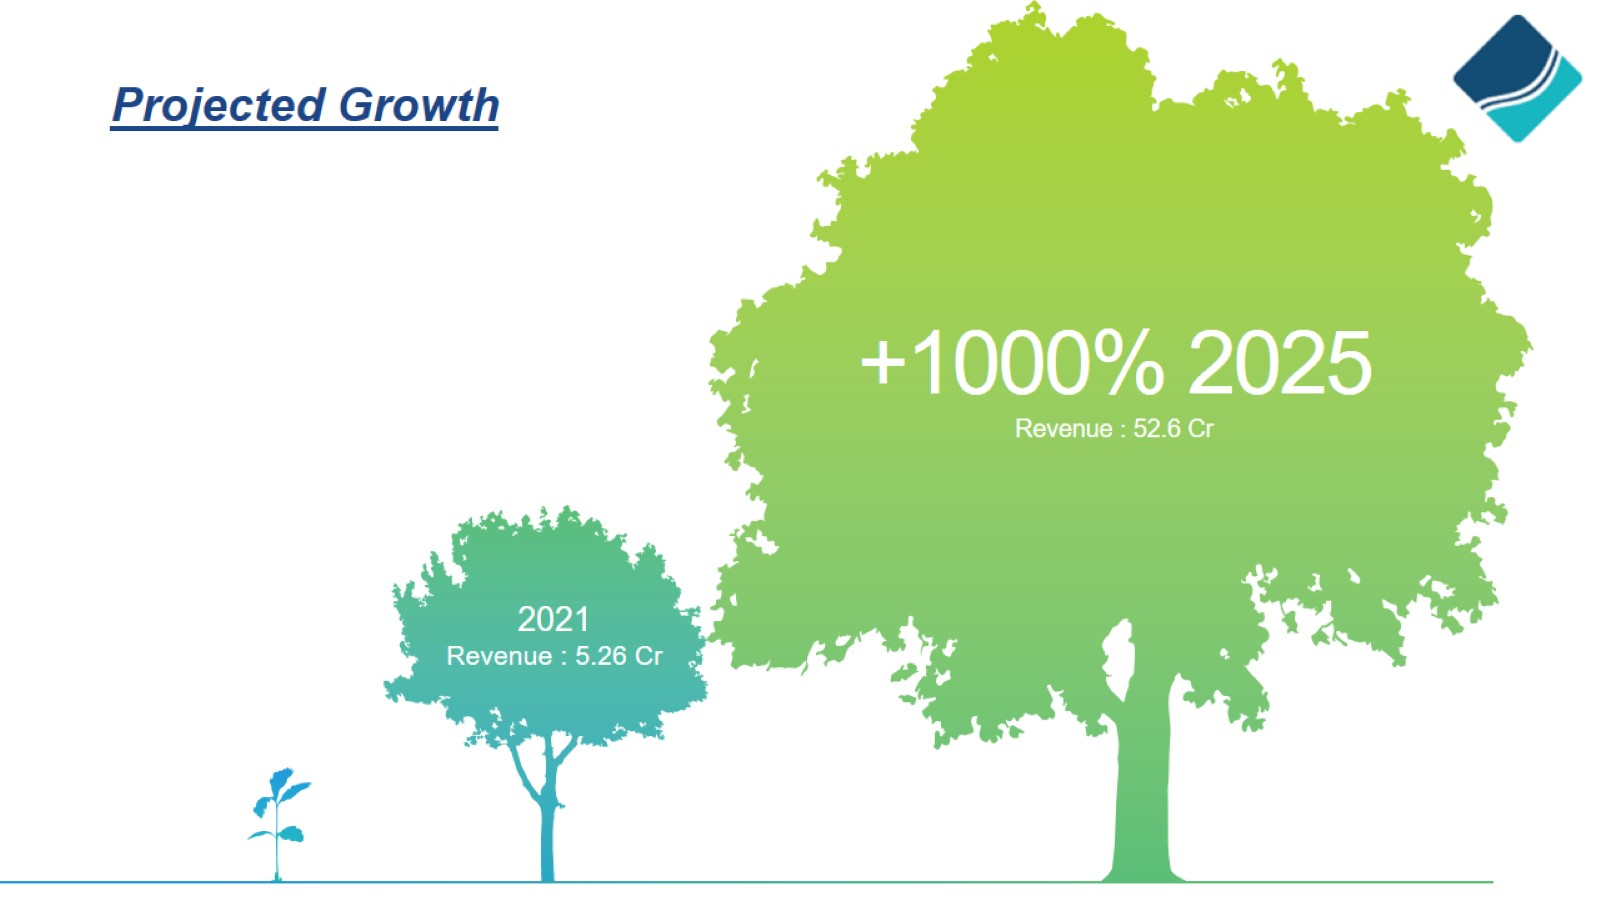 Projected Growth
+1000% 2025
Revenue : 52.6 Cr
2021
Revenue : 5.26 Cr